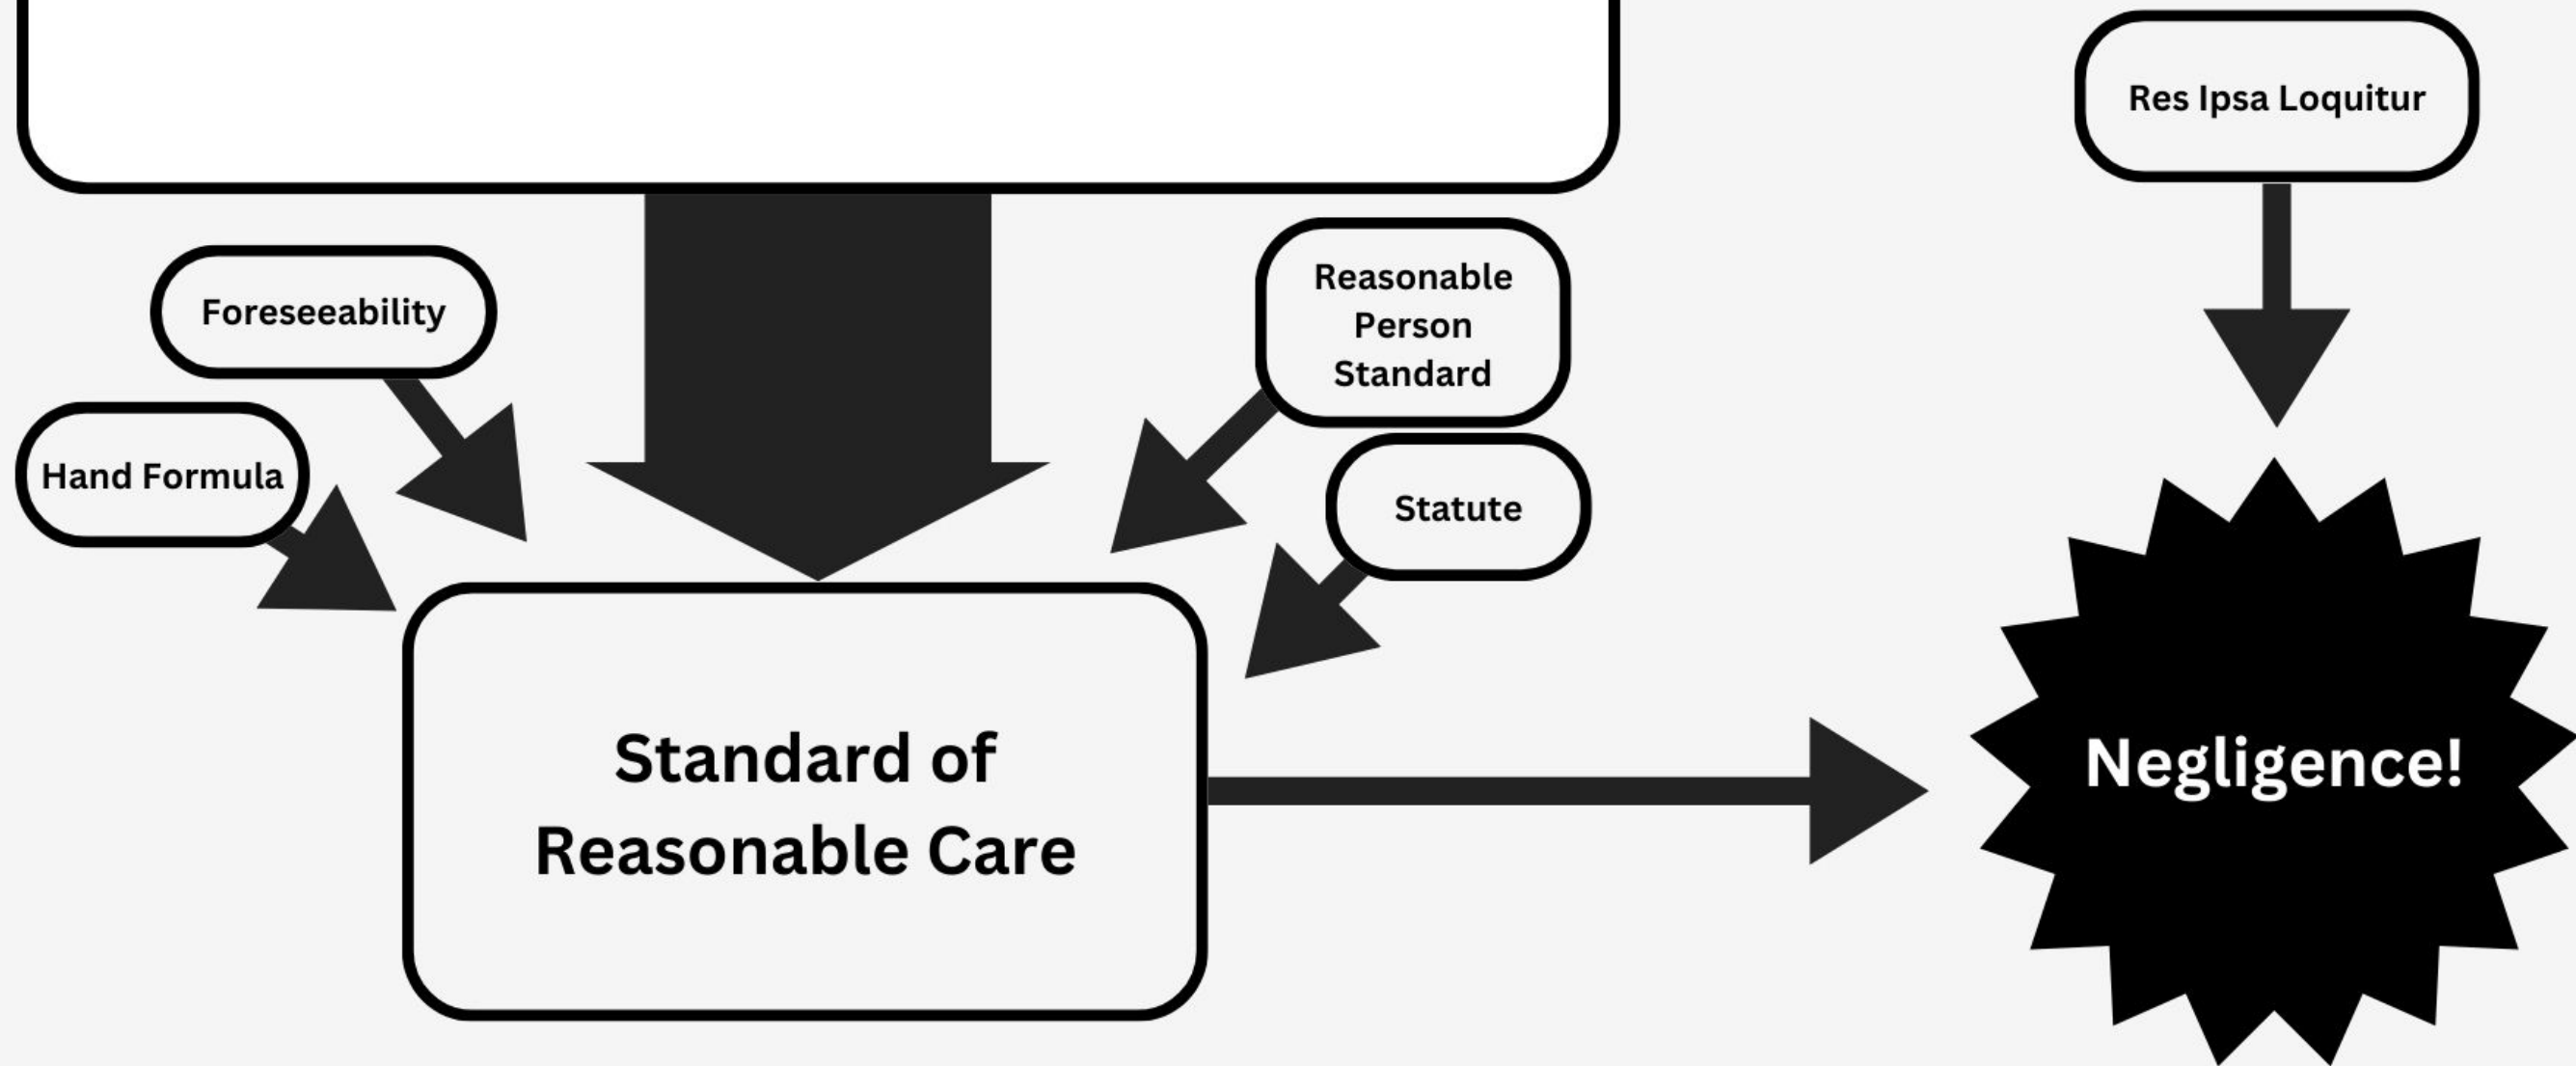 Res Ipsa Loquitur
Foreseeability
Reasonable
Person
Standard
Hand Formula
Statute
Standard of
Reasonable Care
Negligence!